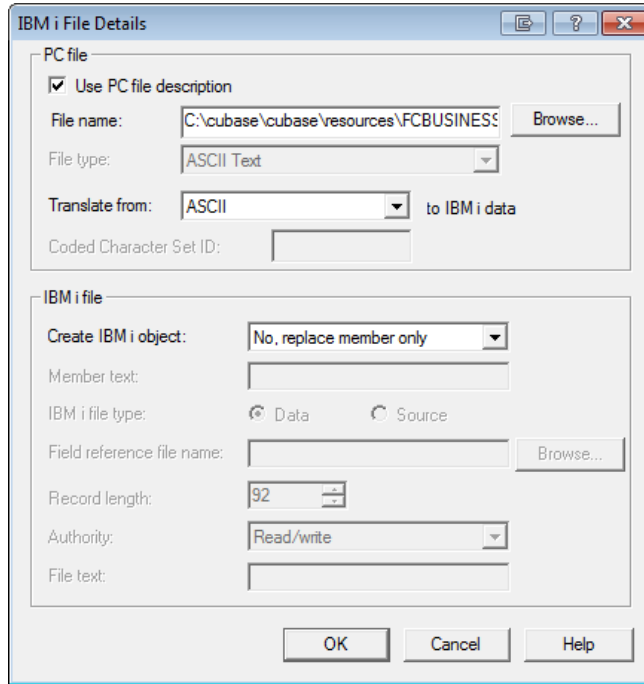 IBM i File Details
PC file
Use PC file description
File name: C:\cubase\cubase\resources\FCBUSINESS Browse...
File type: ASCII Text
Translate from: ASCII to IBM i data
Coded Character Set ID:
IBM i file
Create IBM i object: No, replace member only
Member text:
IBM i file type: Data Source
Field reference file name: Browse...
Record length: 92
Authority: Read/write
File text:
OK Cancel Help